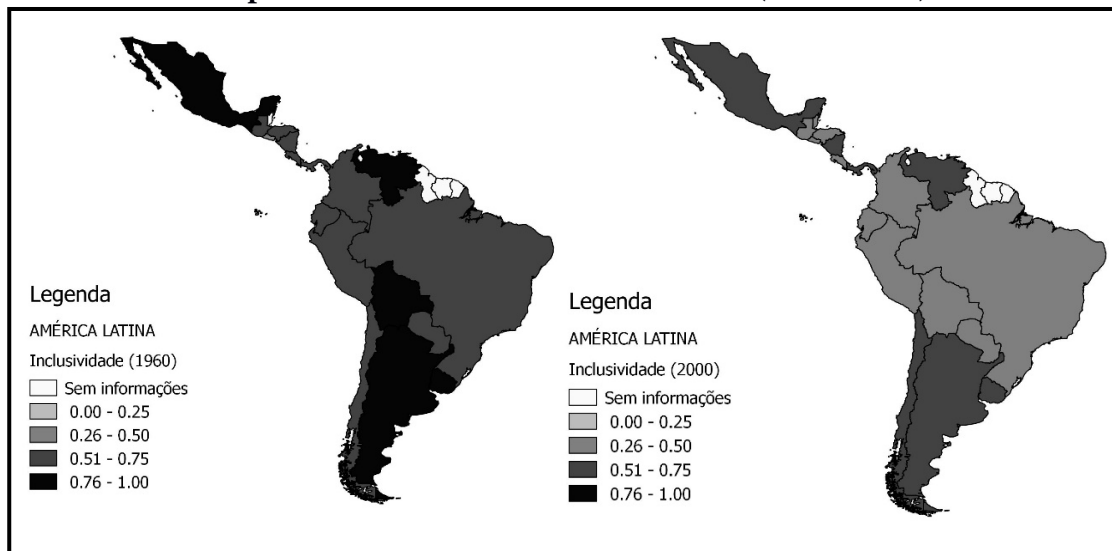 Legenda
AMÉRICA LATINA
Inclusividade (1960)
Sem informações
0.00 - 0.25
0.26 - 0.50
0.51 - 0.75
0.76 - 1.00
Legenda
AMÉRICA LATINA
Inclusividade (2000)
Sem informações
0.00 - 0.25
0.26 - 0.50
0.51 - 0.75
0.76 - 1.00